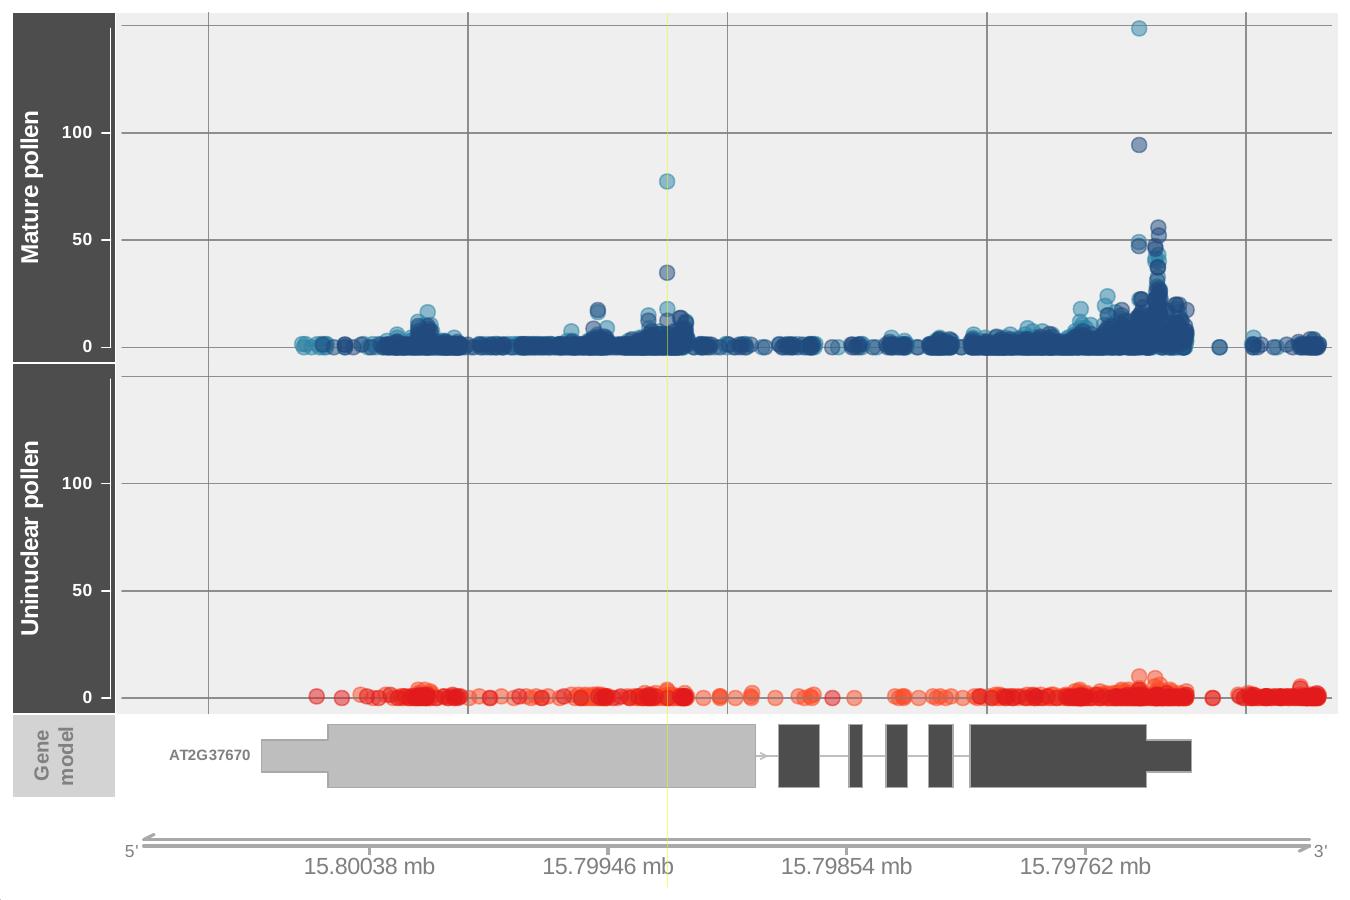 Mature pollen
100
50
0
Uninuclear pollen
100
50
0
Gene
model
AT2G37670
5'
3'
15.80038 mb
15.79946 mb
15.79854 mb
15.79762 mb